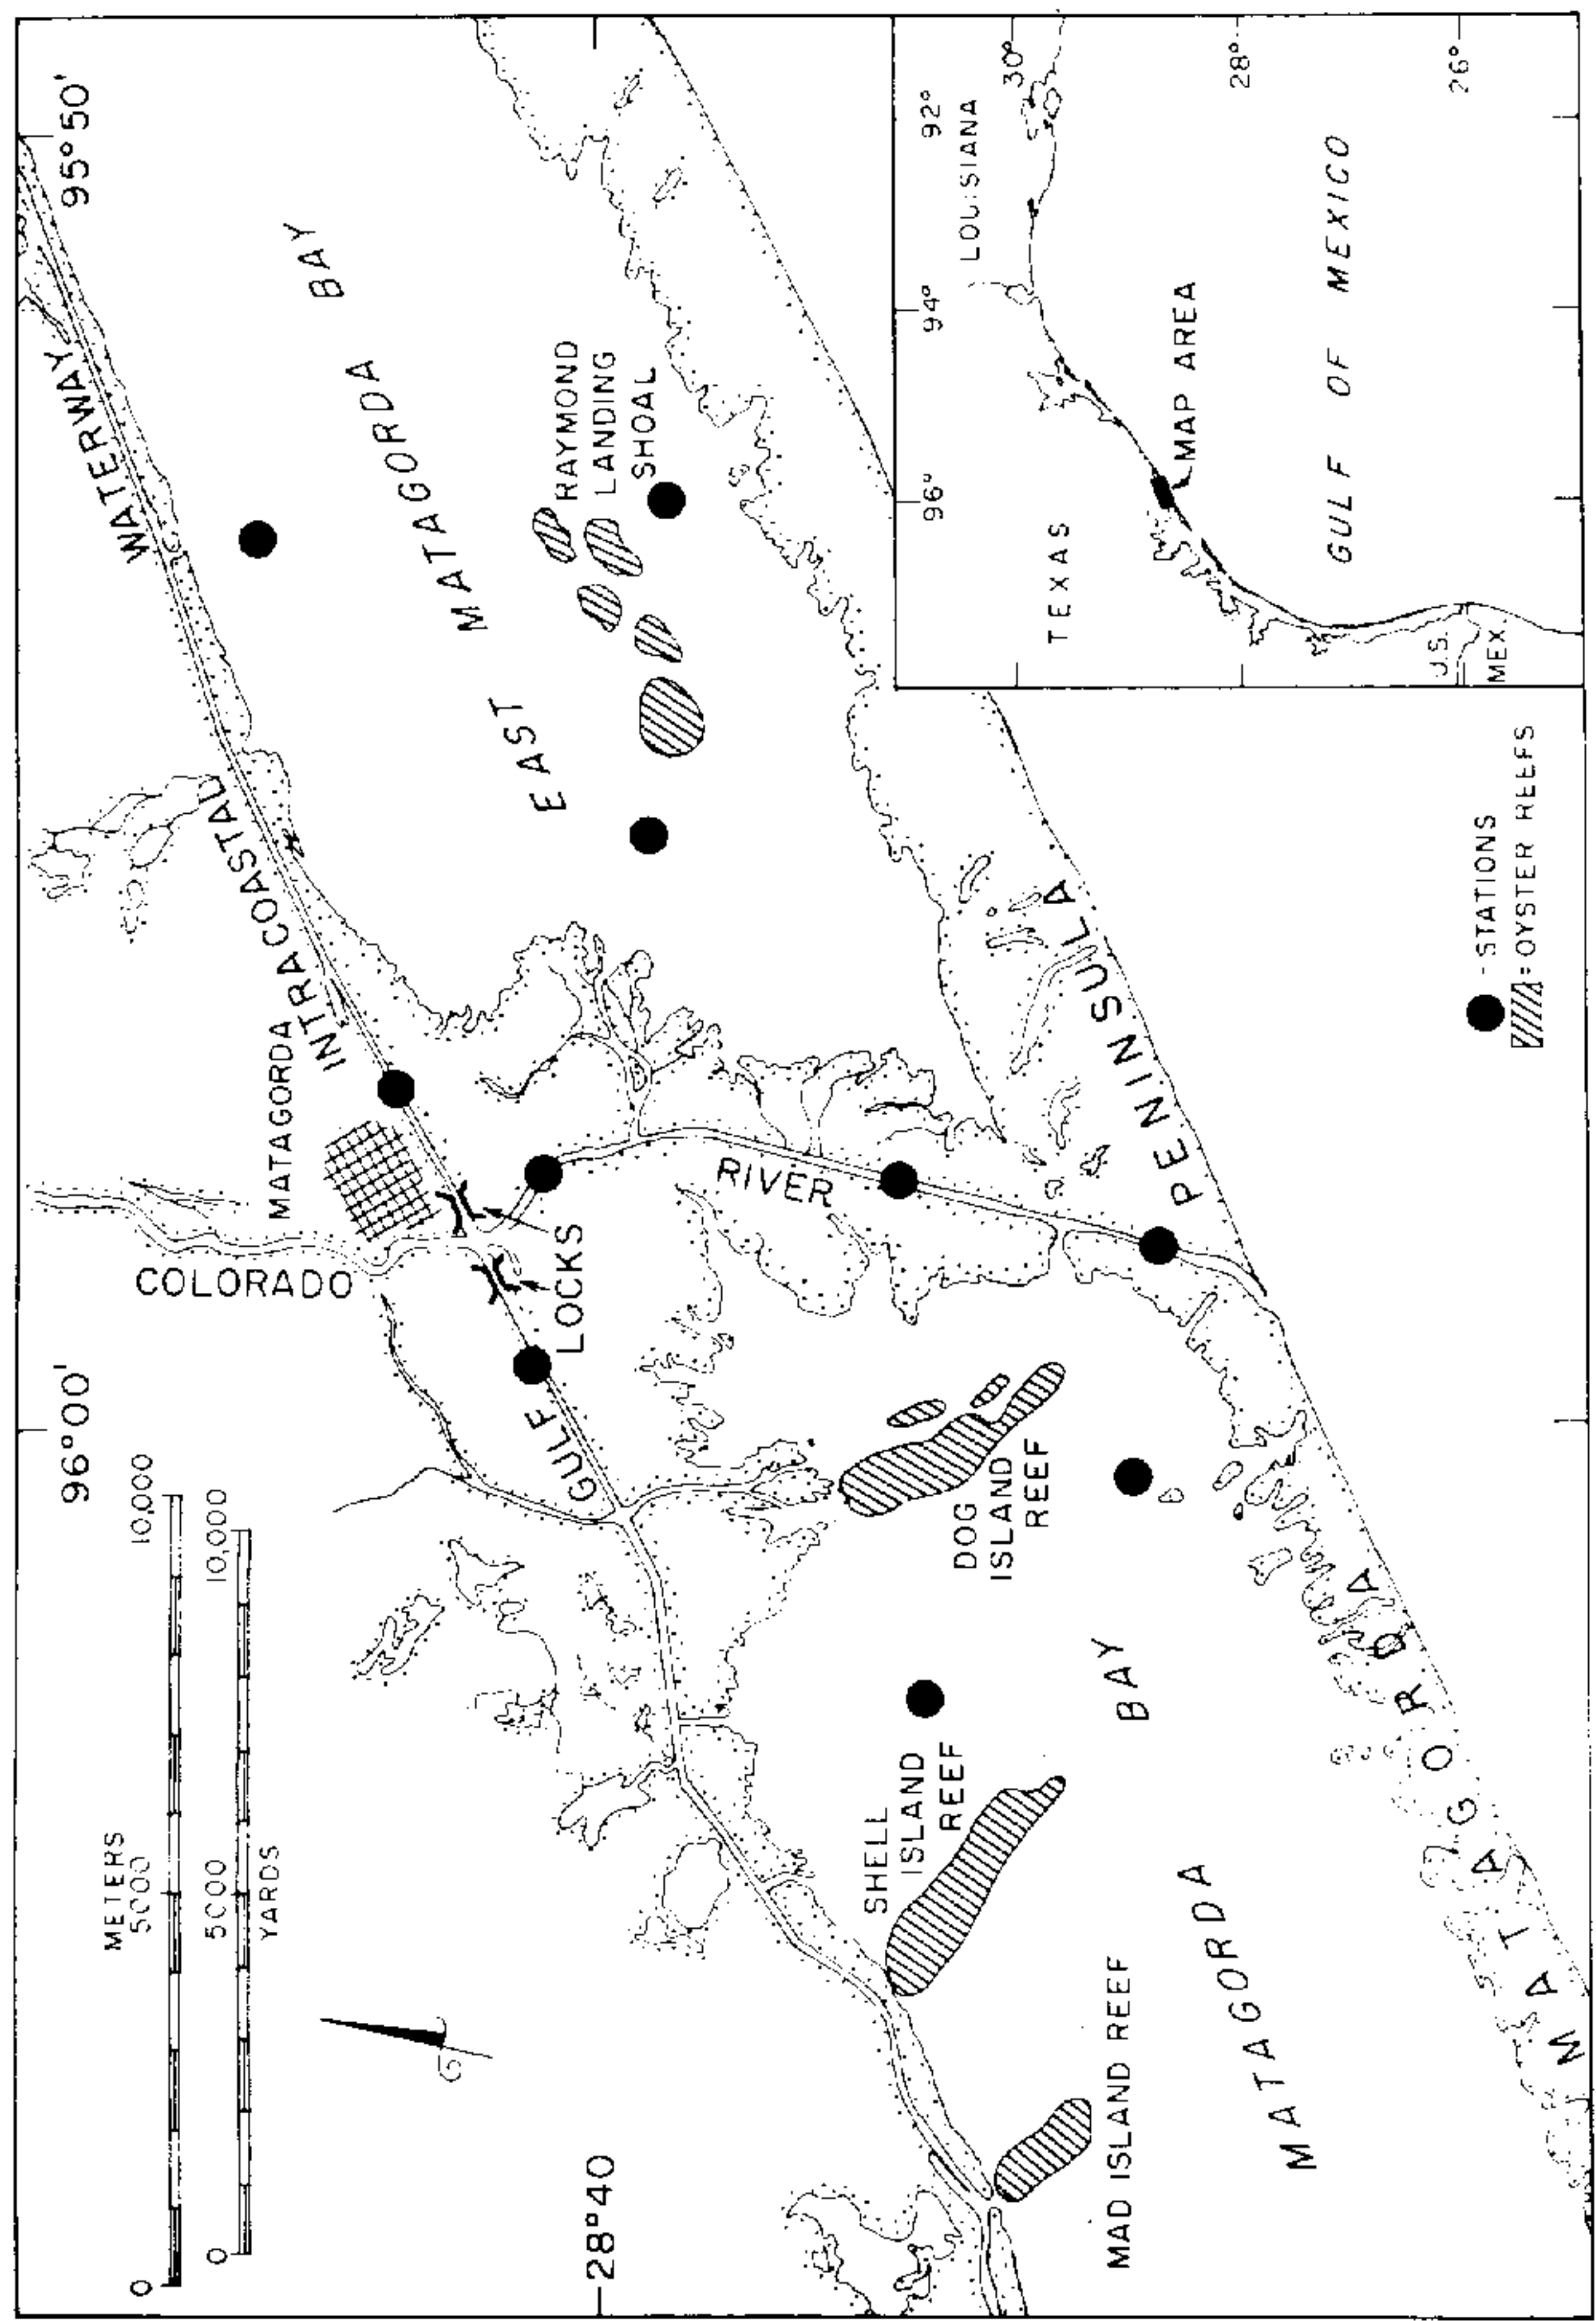 METERS
0 5000 10,000
0 5000 10,000
YARDS
96°00'
95°50'
28°40
COLORADO
RIVER
MATAGORDA
GULF
INTRACOASTAL
WATERWAY
LOCKS
EAST MATAGORDA BAY
RAYMOND
LANDING
SHOAL
DOG
ISLAND
REEF
SHELL
ISLAND
REEF
MAD ISLAND REEF
MATAGORDA BAY
MATAGORDA PENINSULA
- STATIONS
= OYSTER REEFS
TEXAS
LOUISIANA
96° 94° 92°
30°
28° 28°
26°
MAP AREA
GULF OF MEXICO
U.S.
MEX.